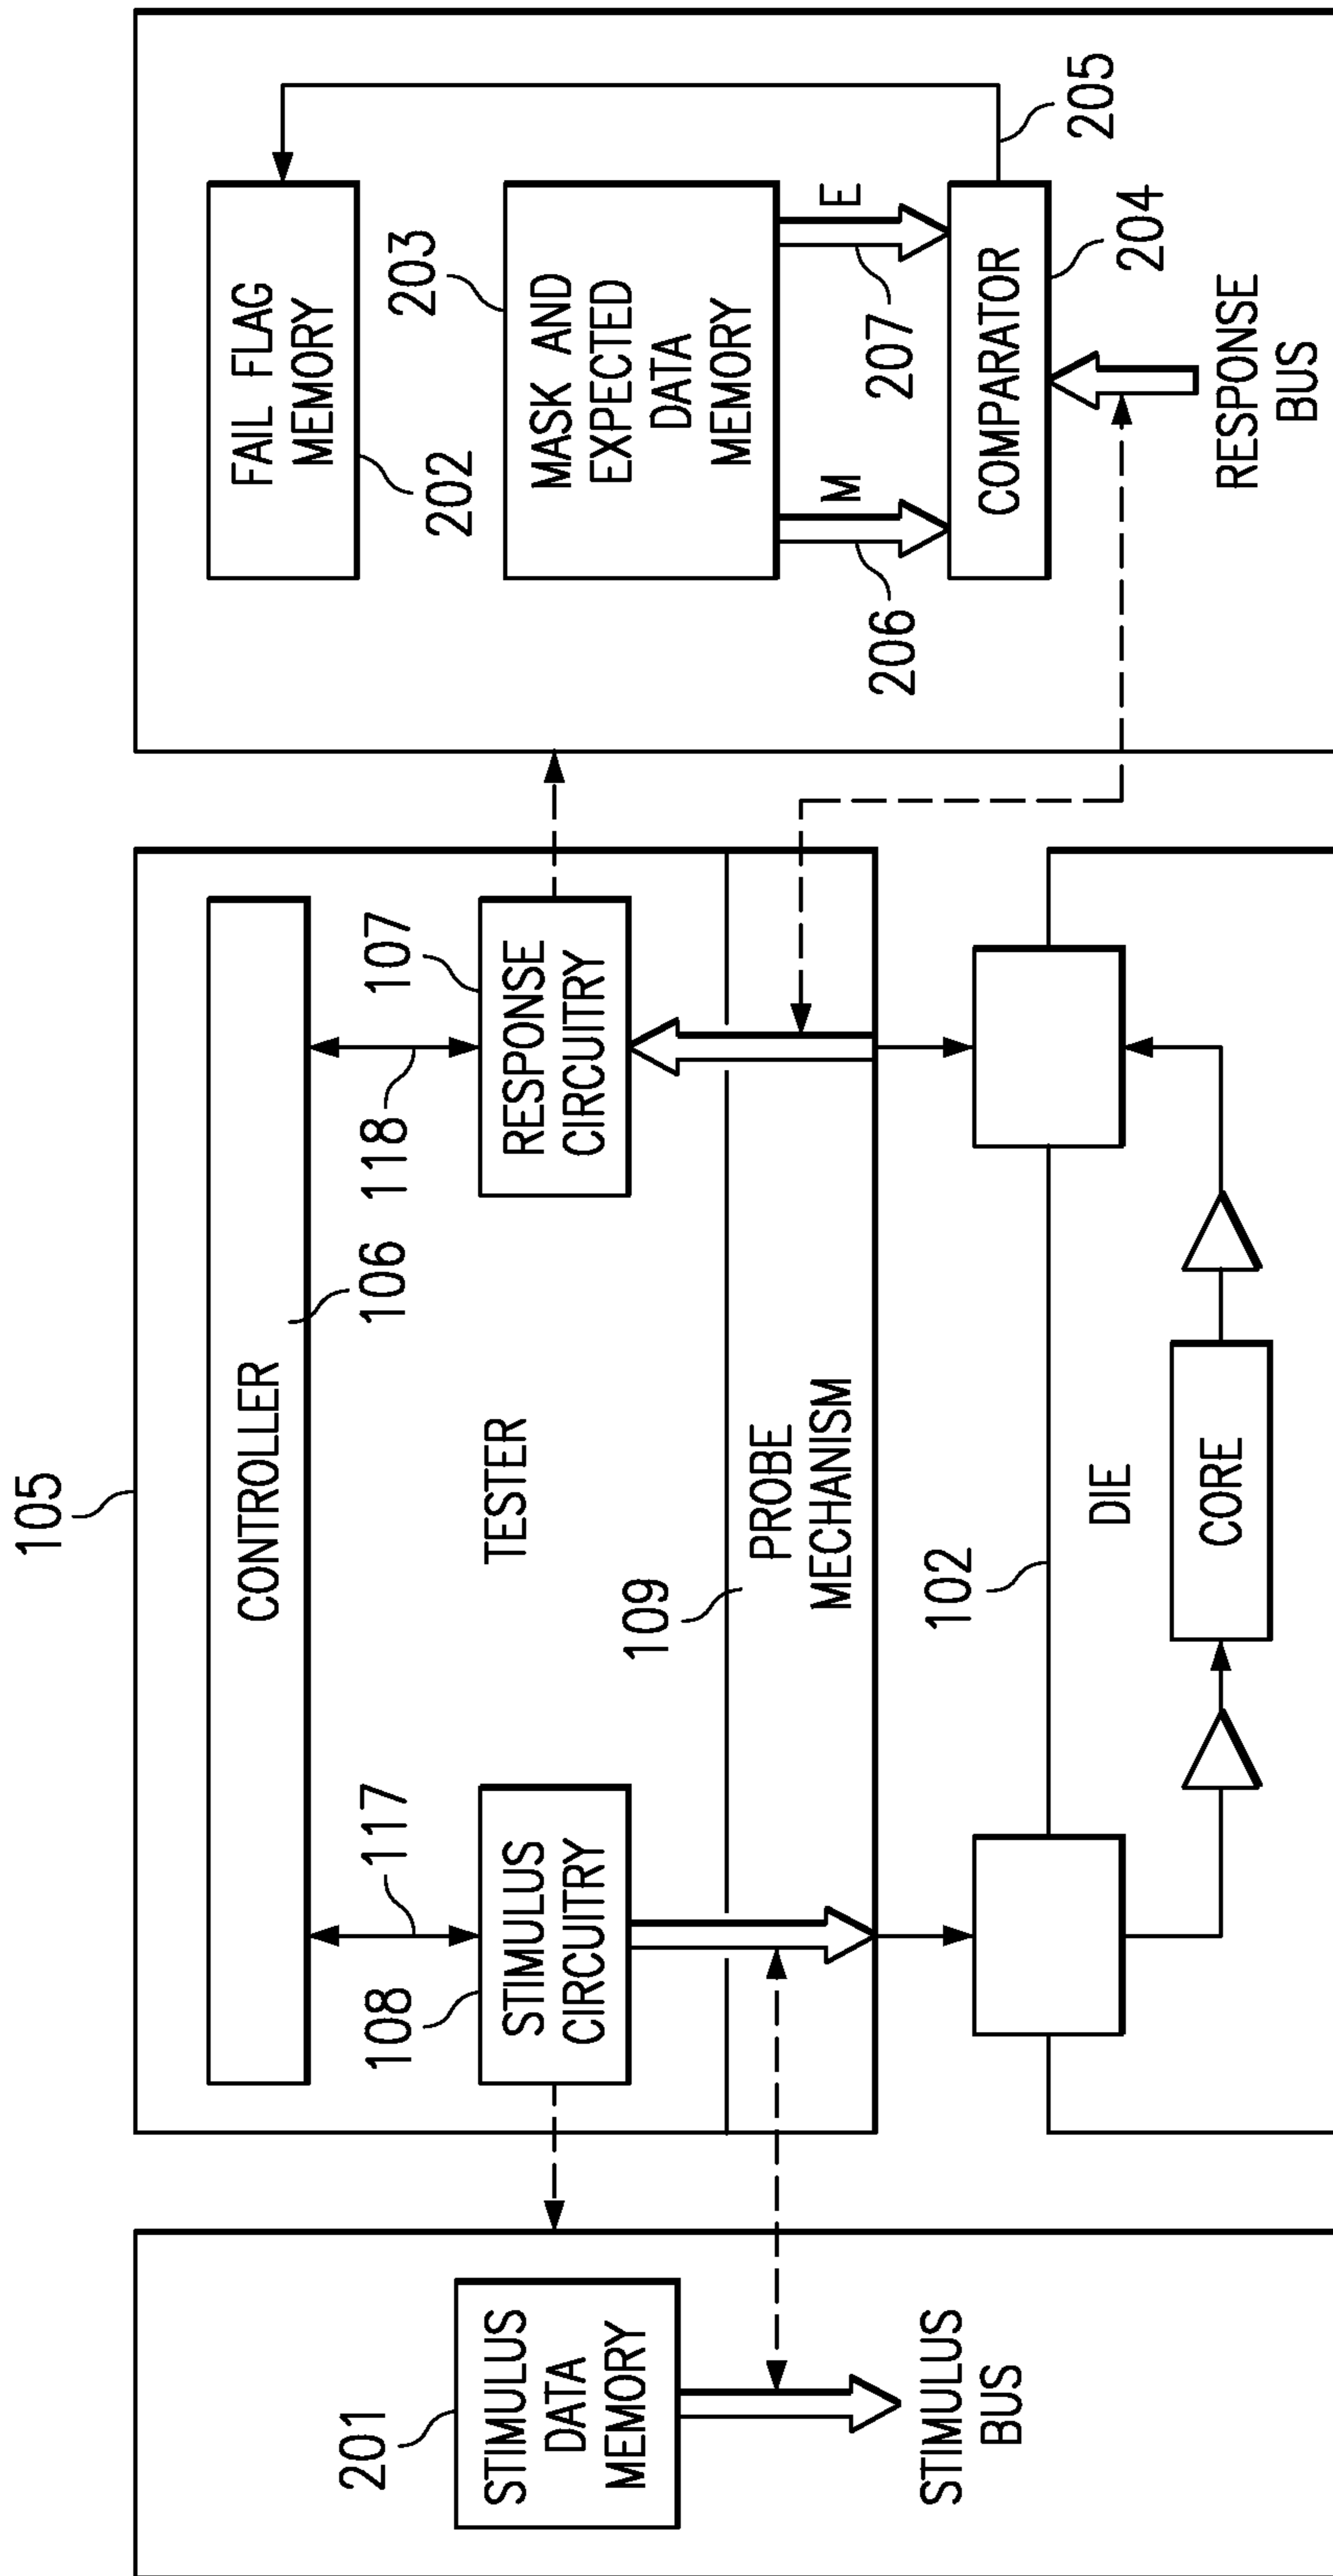 105
CONTROLLER
106
117
118
108
STIMULUS
CIRCUITRY
TESTER
107
RESPONSE
CIRCUITRY
109
PROBE
MECHANISM
102
DIE
CORE
201
STIMULUS
DATA
MEMORY
STIMULUS
BUS
FAIL FLAG
MEMORY
202
203
MASK AND
EXPECTED
DATA
MEMORY
M
E
206
207
COMPARATOR
205
204
RESPONSE
BUS